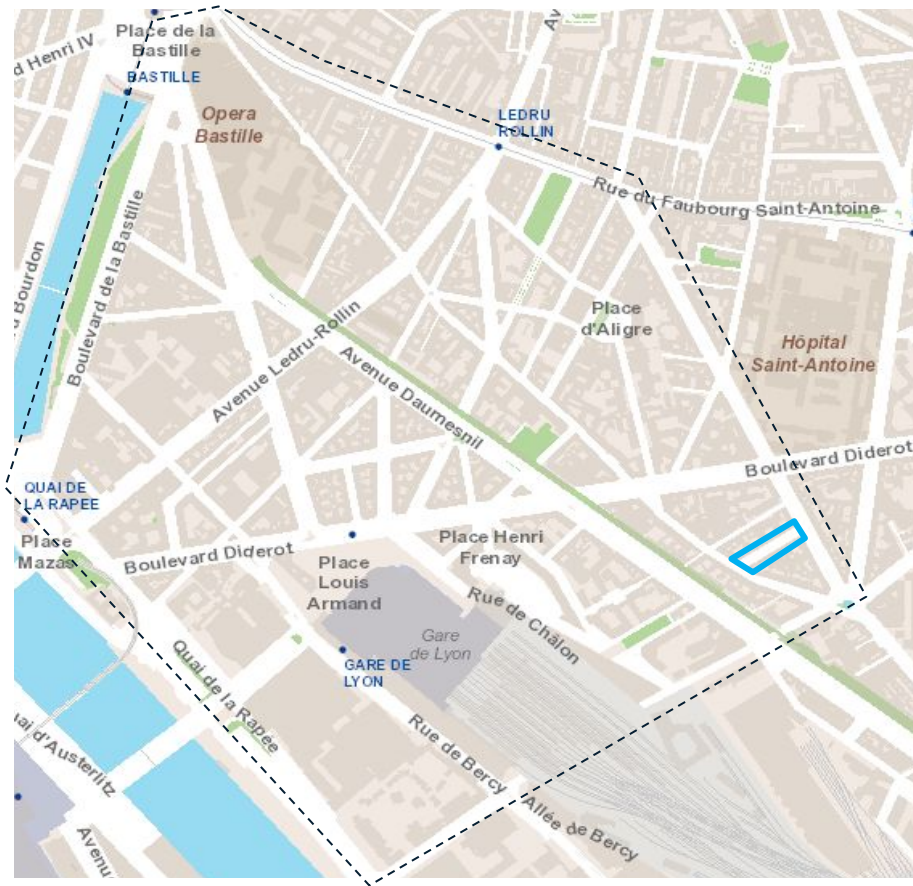 Place de la
Bastille
d Henri IV
BASTILLE
Opera
Bastille
LEDRU
ROLLIN
Av
Rue du Faubourg Saint-Antoine
Boulevard de la Bastille
d Bourdon
Place
d'Aligre
Hôpital
Saint-Antoine
Avenue Ledru-Rollin
Avenue Daumesnil
Boulevard Diderot
QUAI DE
LA RAPEE
Place
Mazas
Boulevard Diderot
Place
Louis
Armand
Place Henri
Frenay
Rue de Châlon
Gare
de Lyon
GARE DE
LYON
Quai de la Rapée
Rue de Bercy
Allée de Bercy
uai d'Austerlitz
Avenue